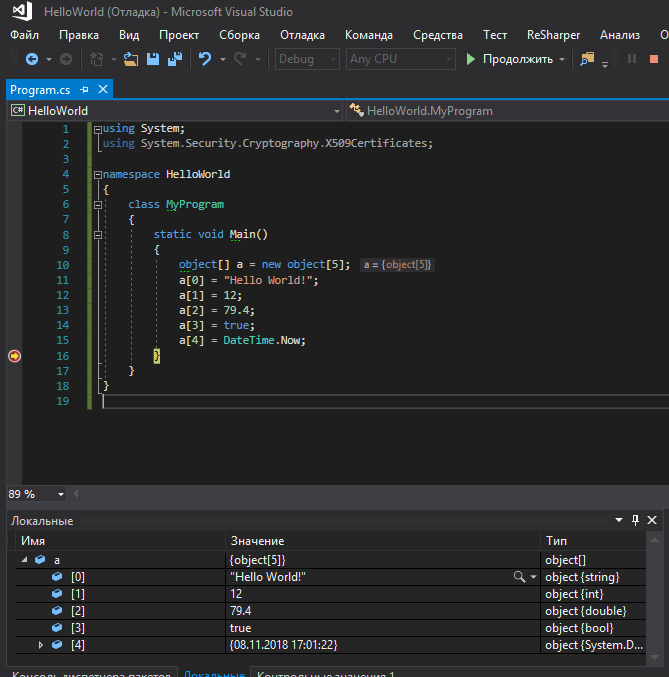 HelloWorld (Отладка) - Microsoft Visual Studio
Файл Правка Вид Проект Сборка Отладка Команда Средства Тест ReSharper Анализ О
Debug Any CPU Продолжить
Program.cs
C# HelloWorld HelloWorld.MyProgram
1 using System;
2 using System.Security.Cryptography.X509Certificates;
3
4 namespace HelloWorld
5 {
6 class MyProgram
7 {
8 static void Main()
9 {
10 object[] a = new object[5]; a = {object[5]}
11 a[0] = "Hello World!";
12 a[1] = 12;
13 a[2] = 79.4;
14 a[3] = true;
15 a[4] = DateTime.Now;
16 }
17 }
18 }
19
89 %
Локальные
Имя Значение Тип
a {object[5]} object[]
[0] "Hello World!" object {string}
[1] 12 object {int}
[2] 79.4 object {double}
[3] true object {bool}
[4] {08.11.2018 17:01:22} object {System.D...
Консоль диспетчера пакетов Локальные Контрольные значения 1